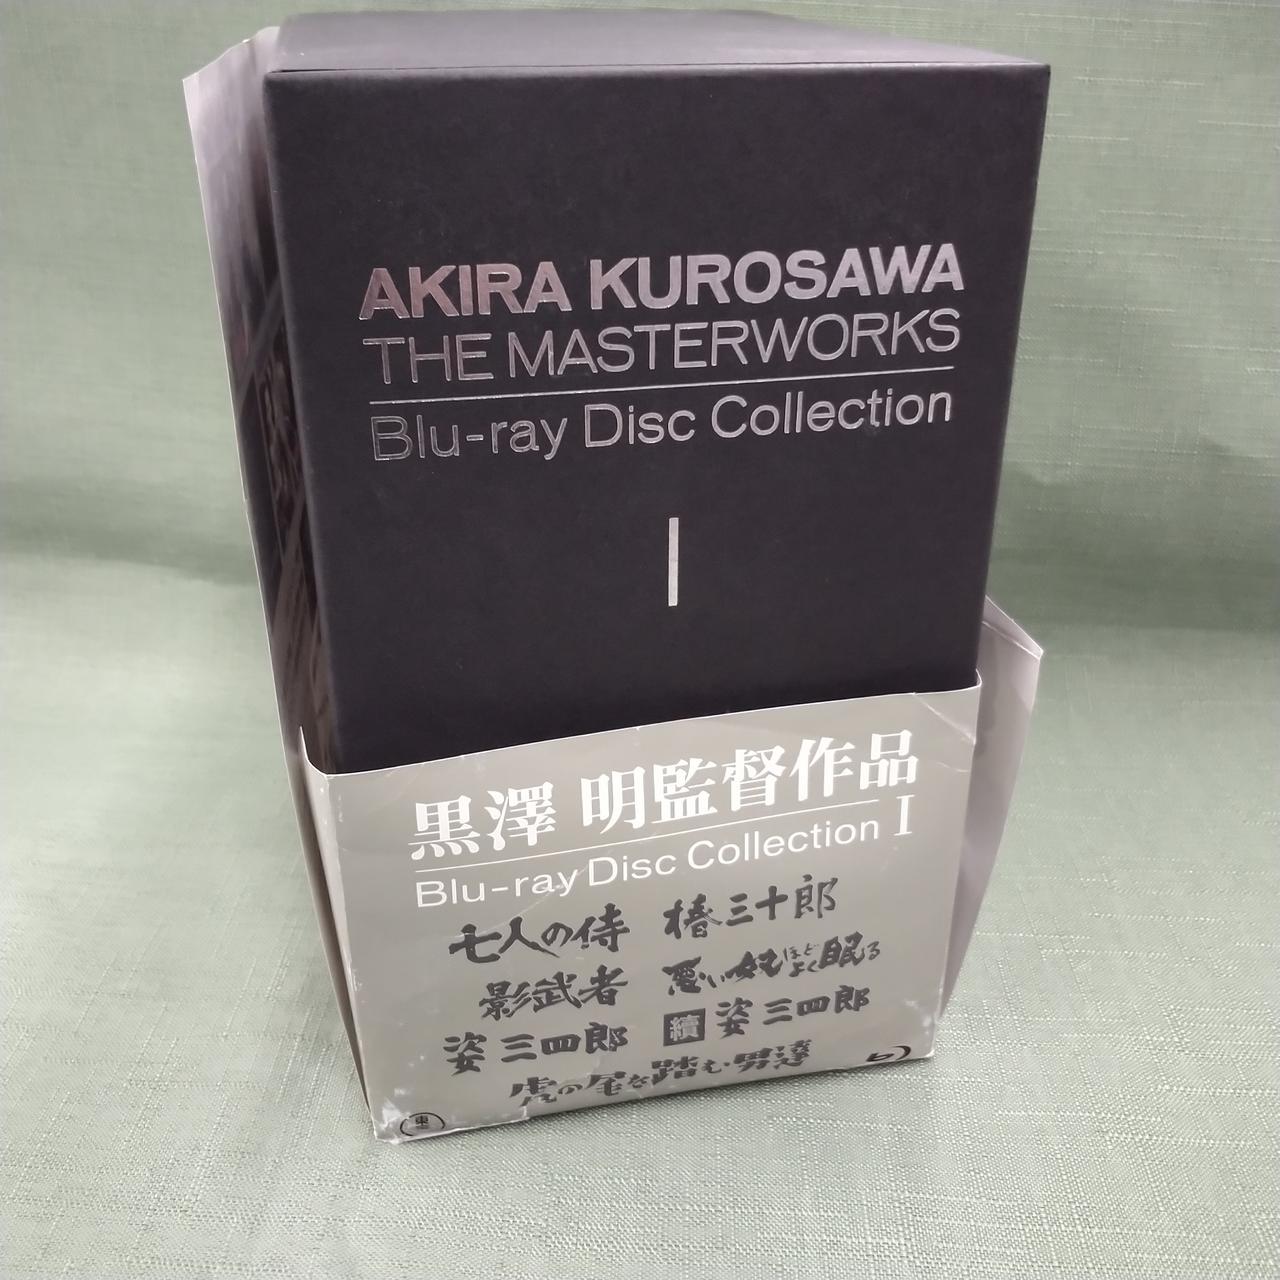 AKIRA KUROSAWA
THE MASTERWORKS
Blu-ray Disc Collection
I
黒澤 明監督作品
Blu-ray Disc Collection I
七人の侍 椿三十郎
影武者 悪い奴ほどよく眠る
姿三四郎 續 姿三四郎
虎の尾を踏む男達
東